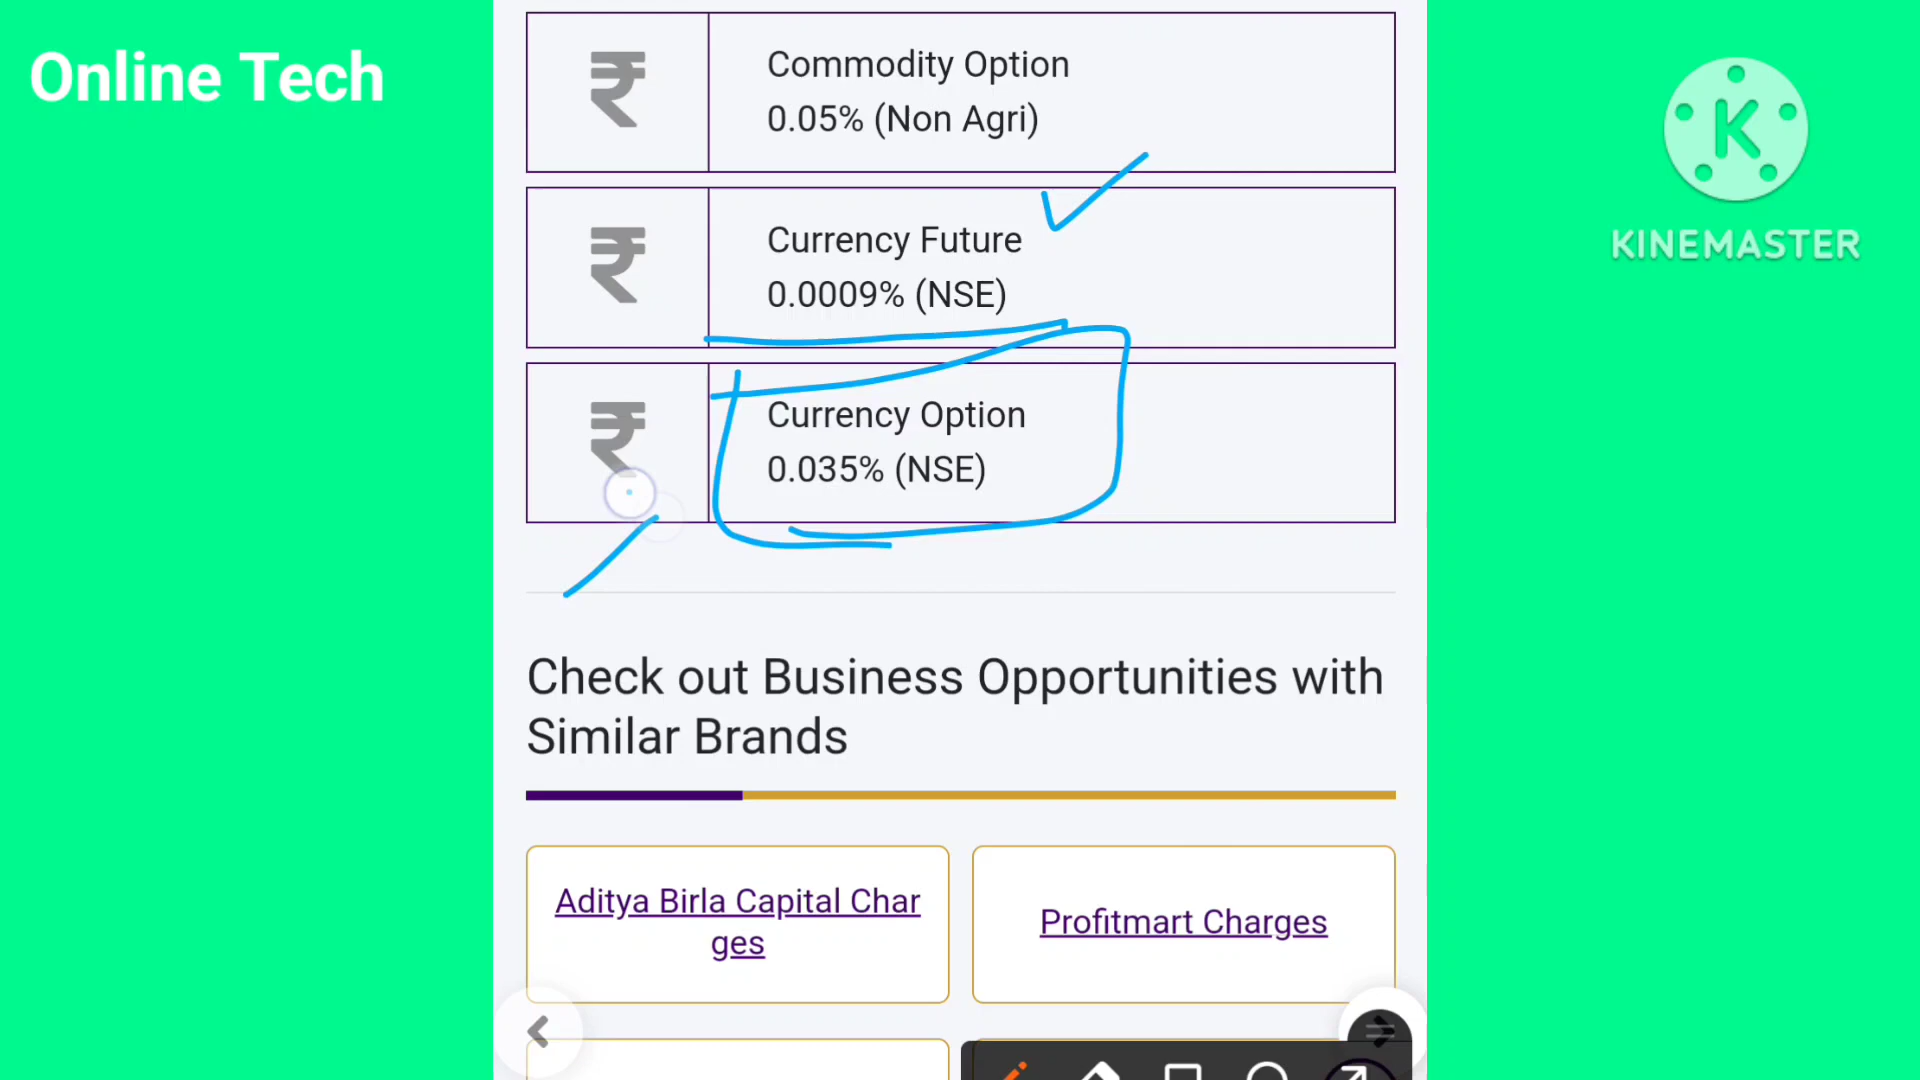 Online Tech
Commodity Option
0.05% (Non Agri)
Currency Future
0.0009% (NSE)
Currency Option
0.035% (NSE)
Check out Business Opportunities with
Similar Brands
Aditya Birla Capital Char
ges
Profitmart Charges
K
KINEMASTER